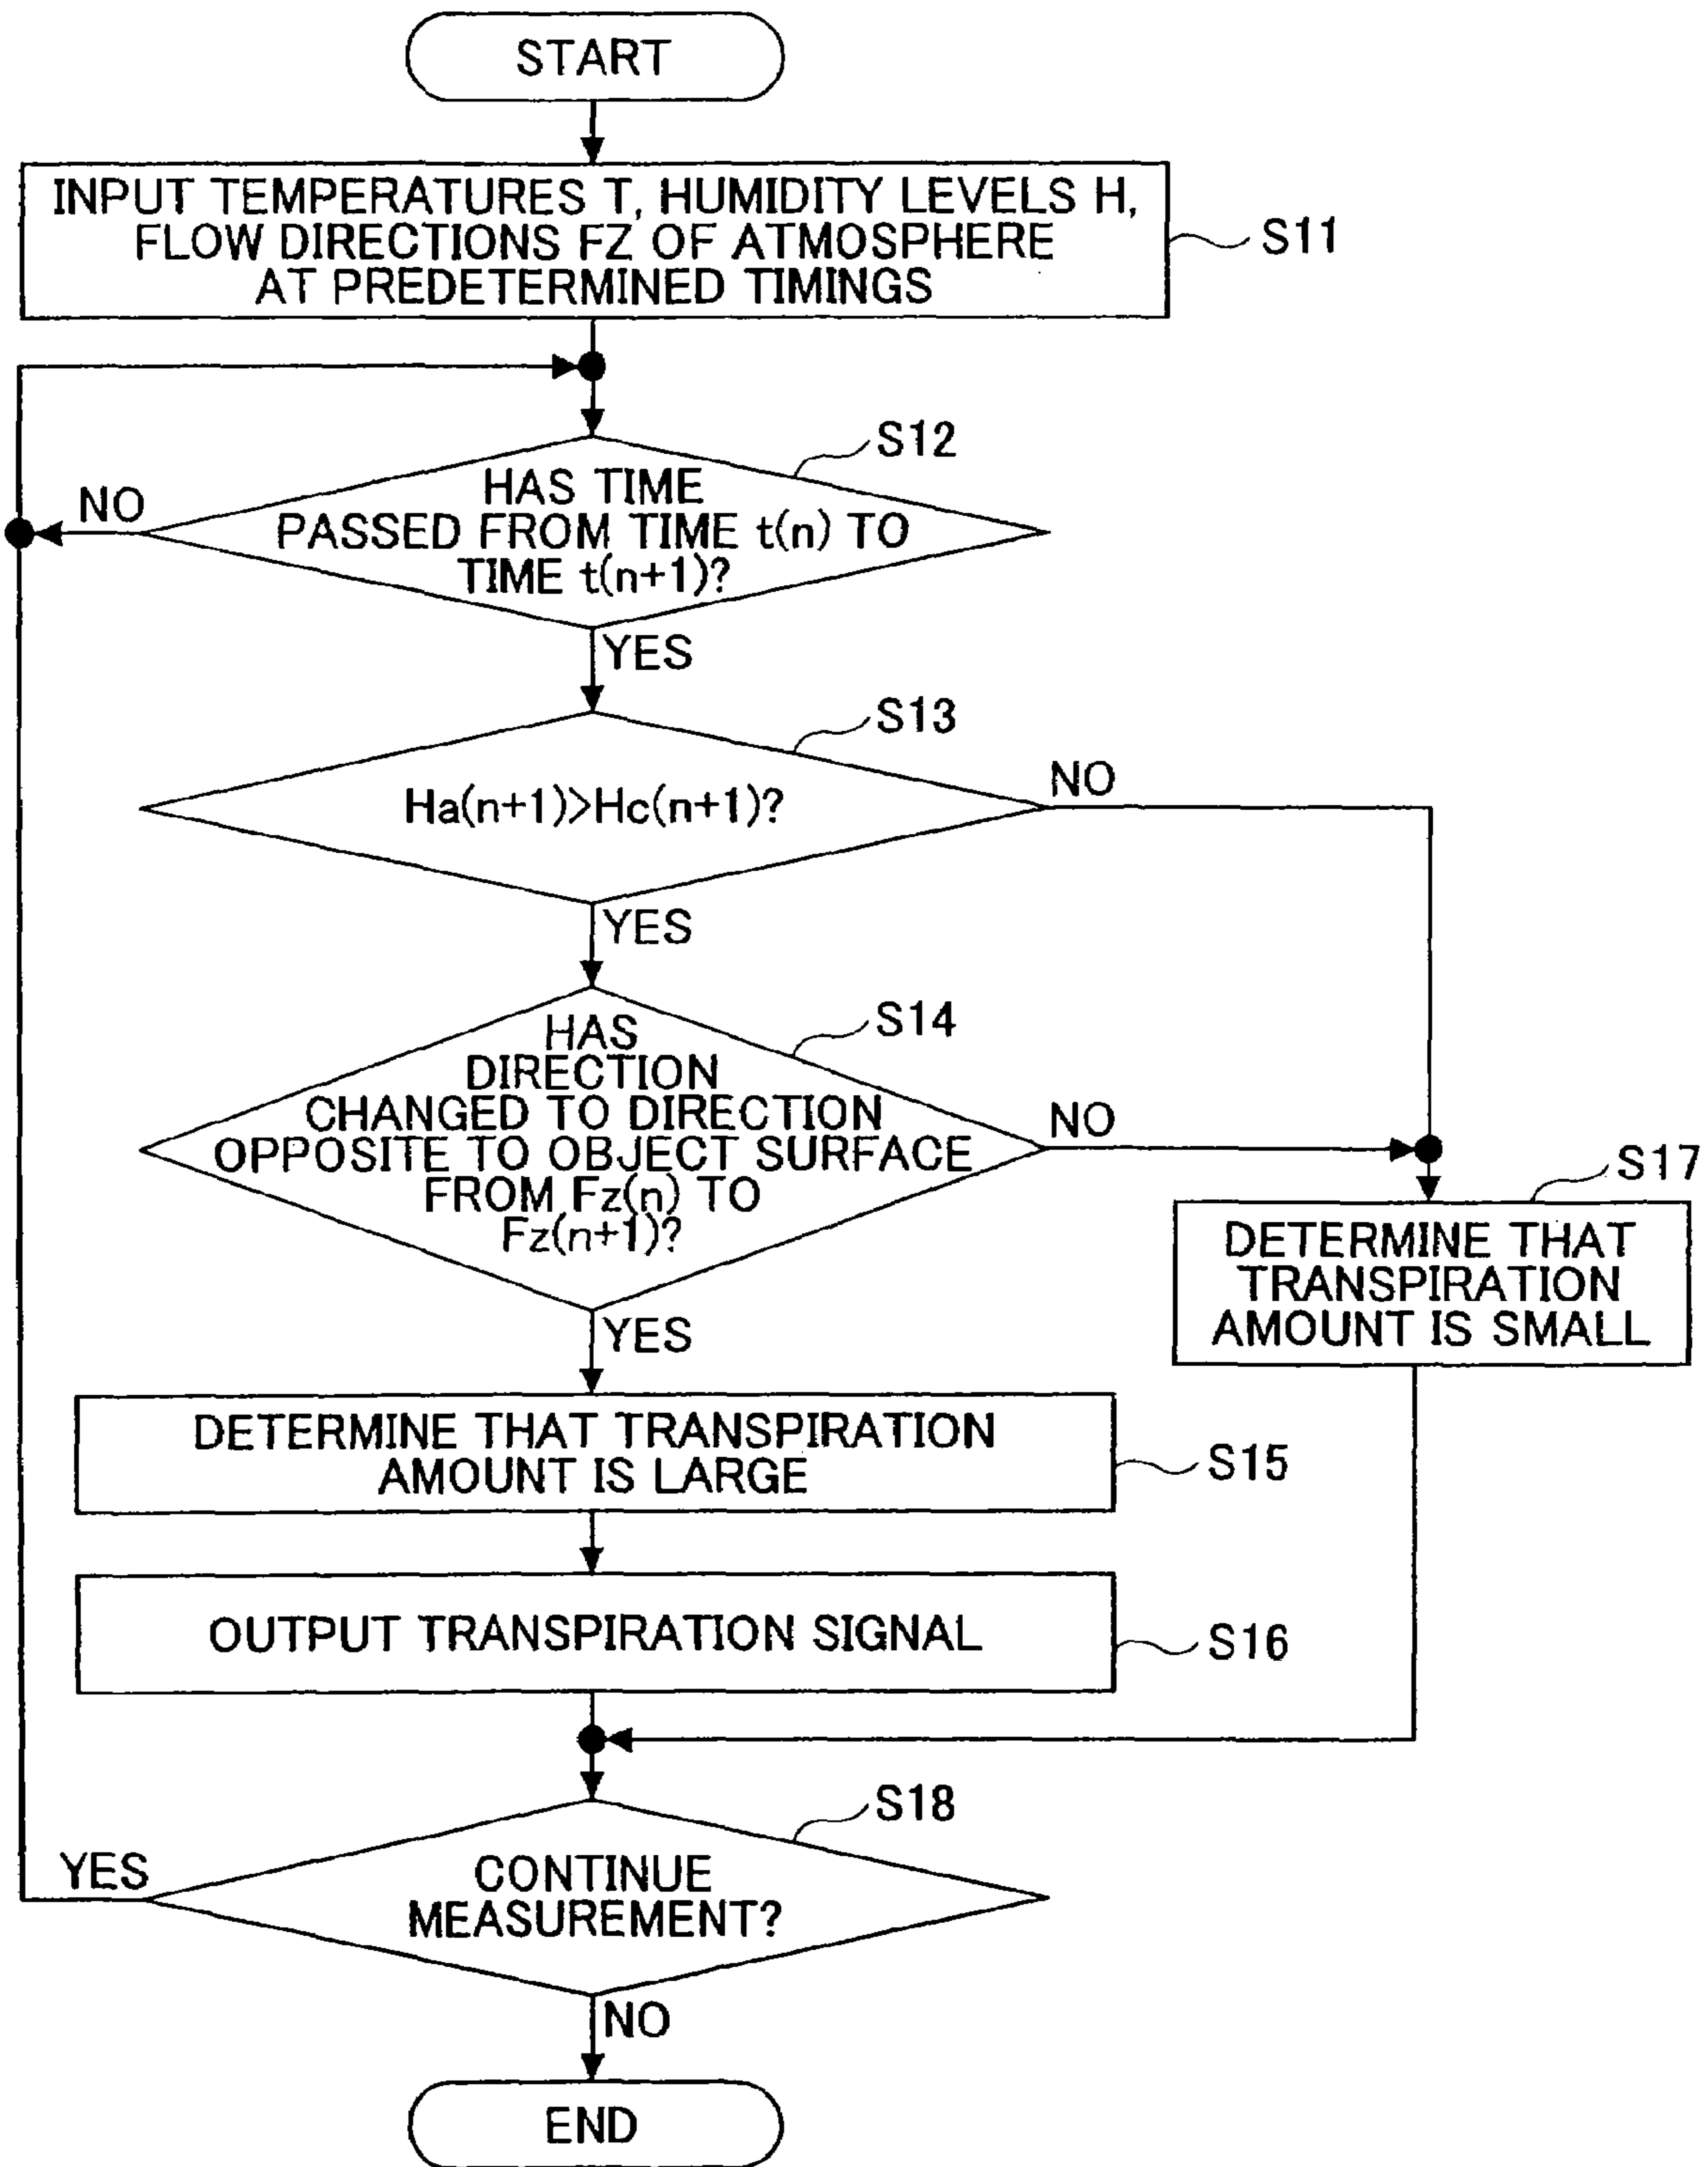 START
INPUT TEMPERATURES T, HUMIDITY LEVELS H,
FLOW DIRECTIONS FZ OF ATMOSPHERE
AT PREDETERMINED TIMINGS
S11
S12
HAS TIME
PASSED FROM TIME t(n) TO
TIME t(n+1)?
NO
YES
S13
Ha(n+1)>Hc(n+1)?
NO
YES
S14
HAS
DIRECTION
CHANGED TO DIRECTION
OPPOSITE TO OBJECT SURFACE
FROM Fz(n) TO
Fz(n+1)?
NO
YES
S17
DETERMINE THAT
TRANSPIRATION
AMOUNT IS SMALL
DETERMINE THAT TRANSPIRATION
AMOUNT IS LARGE
S15
OUTPUT TRANSPIRATION SIGNAL
S16
S18
CONTINUE
MEASUREMENT?
YES
NO
END